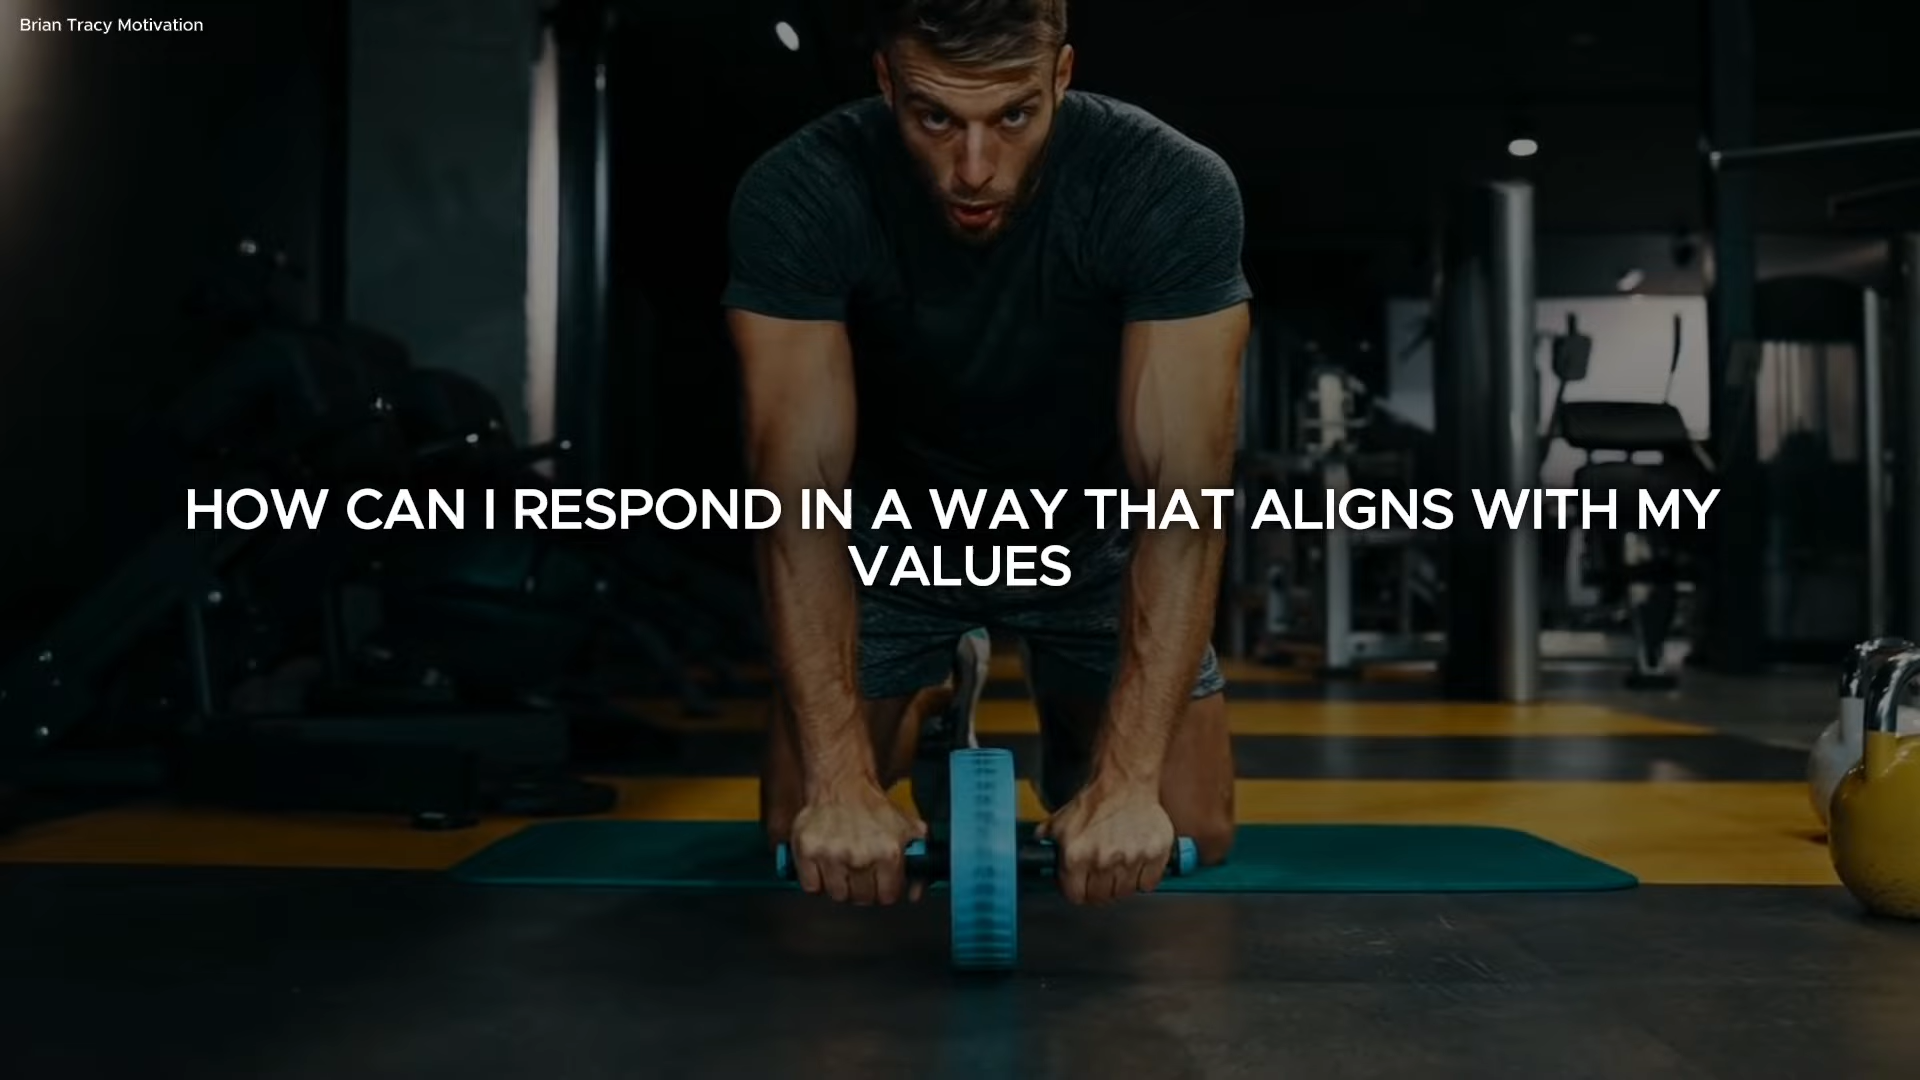 Brian Tracy Motivation
HOW CAN I RESPOND IN A WAY THAT ALIGNS WITH MY
VALUES